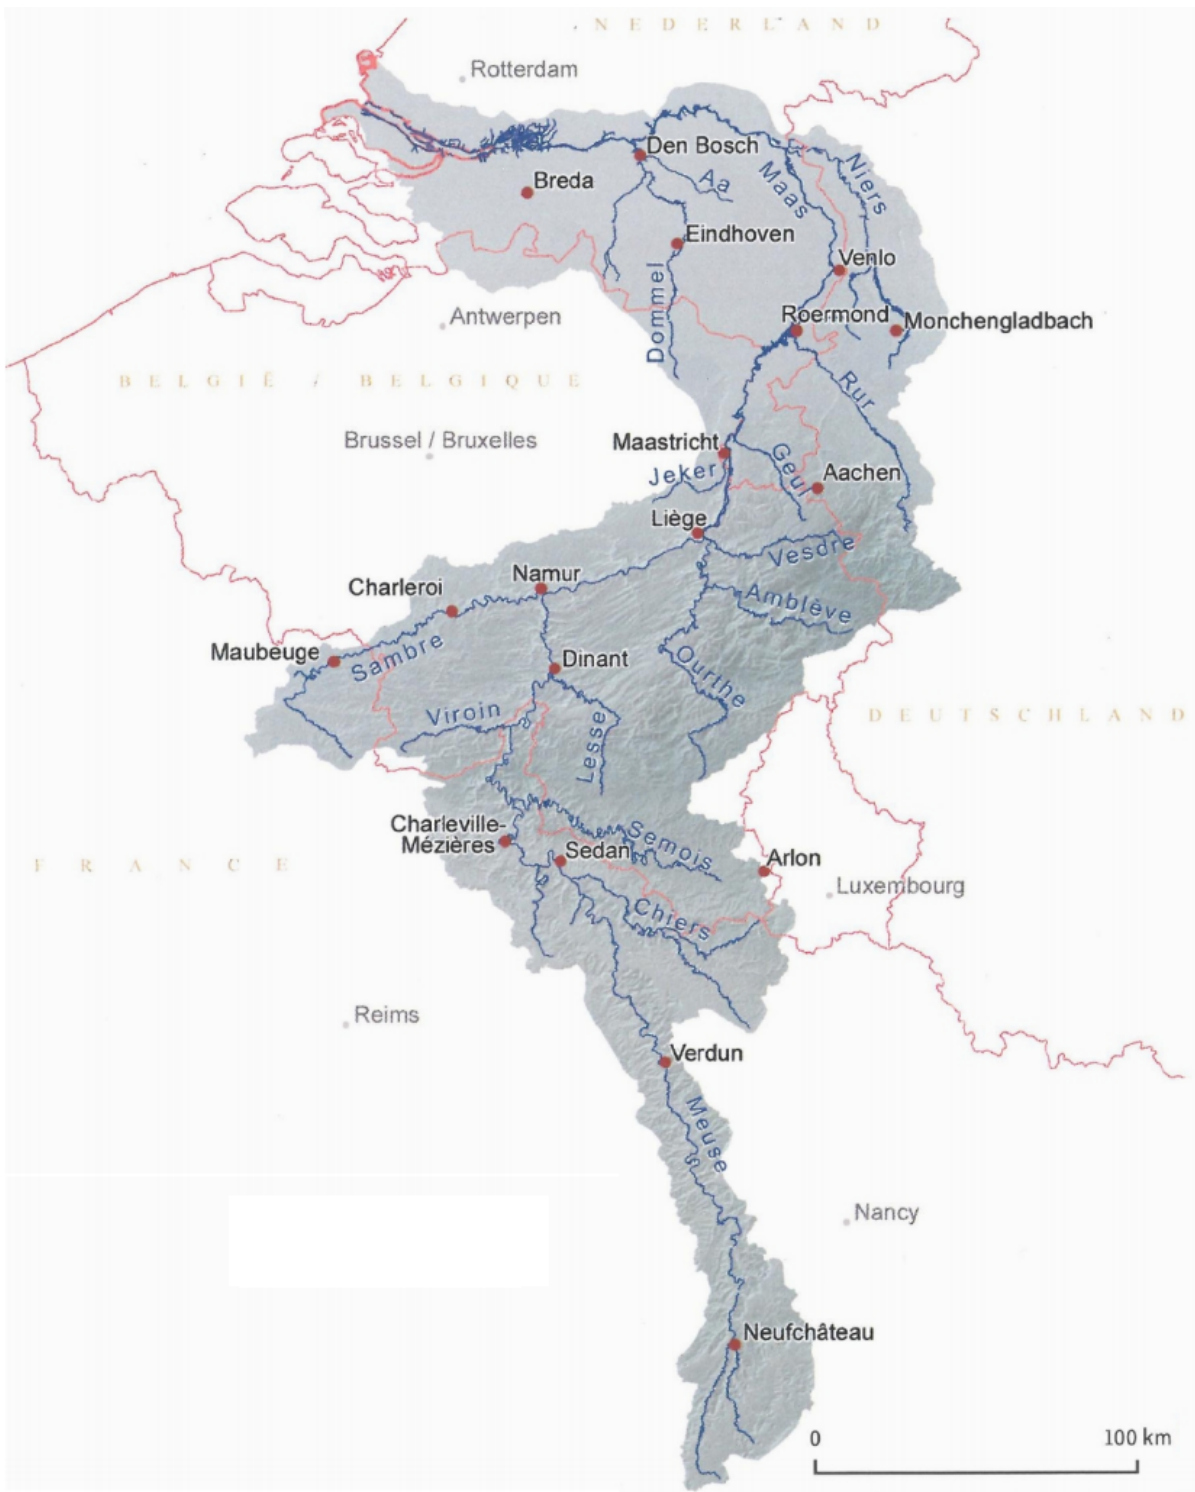 NEDERLAND
Rotterdam
Den Bosch
Aa
Maas
Niers
Breda
Eindhoven
Venlo
Dommel
Antwerpen
Roermond
Monchengladbach
BELGIË / BELGIQUE
Rur
Brussel / Bruxelles
Maastricht
Geul
Jeker
Aachen
Liège
Vesdre
Namur
Charleroi
Amblève
Maubeuge
Sambre
Dinant
Ourthe
Viroin
Lesse
DEUTSCHLAND
Charleville-
Mézières
Semois
Sedan
Arlon
FRANCE
Luxembourg
Chiers
Reims
Verdun
Meuse
Nancy
Neufchâteau
0 100 km